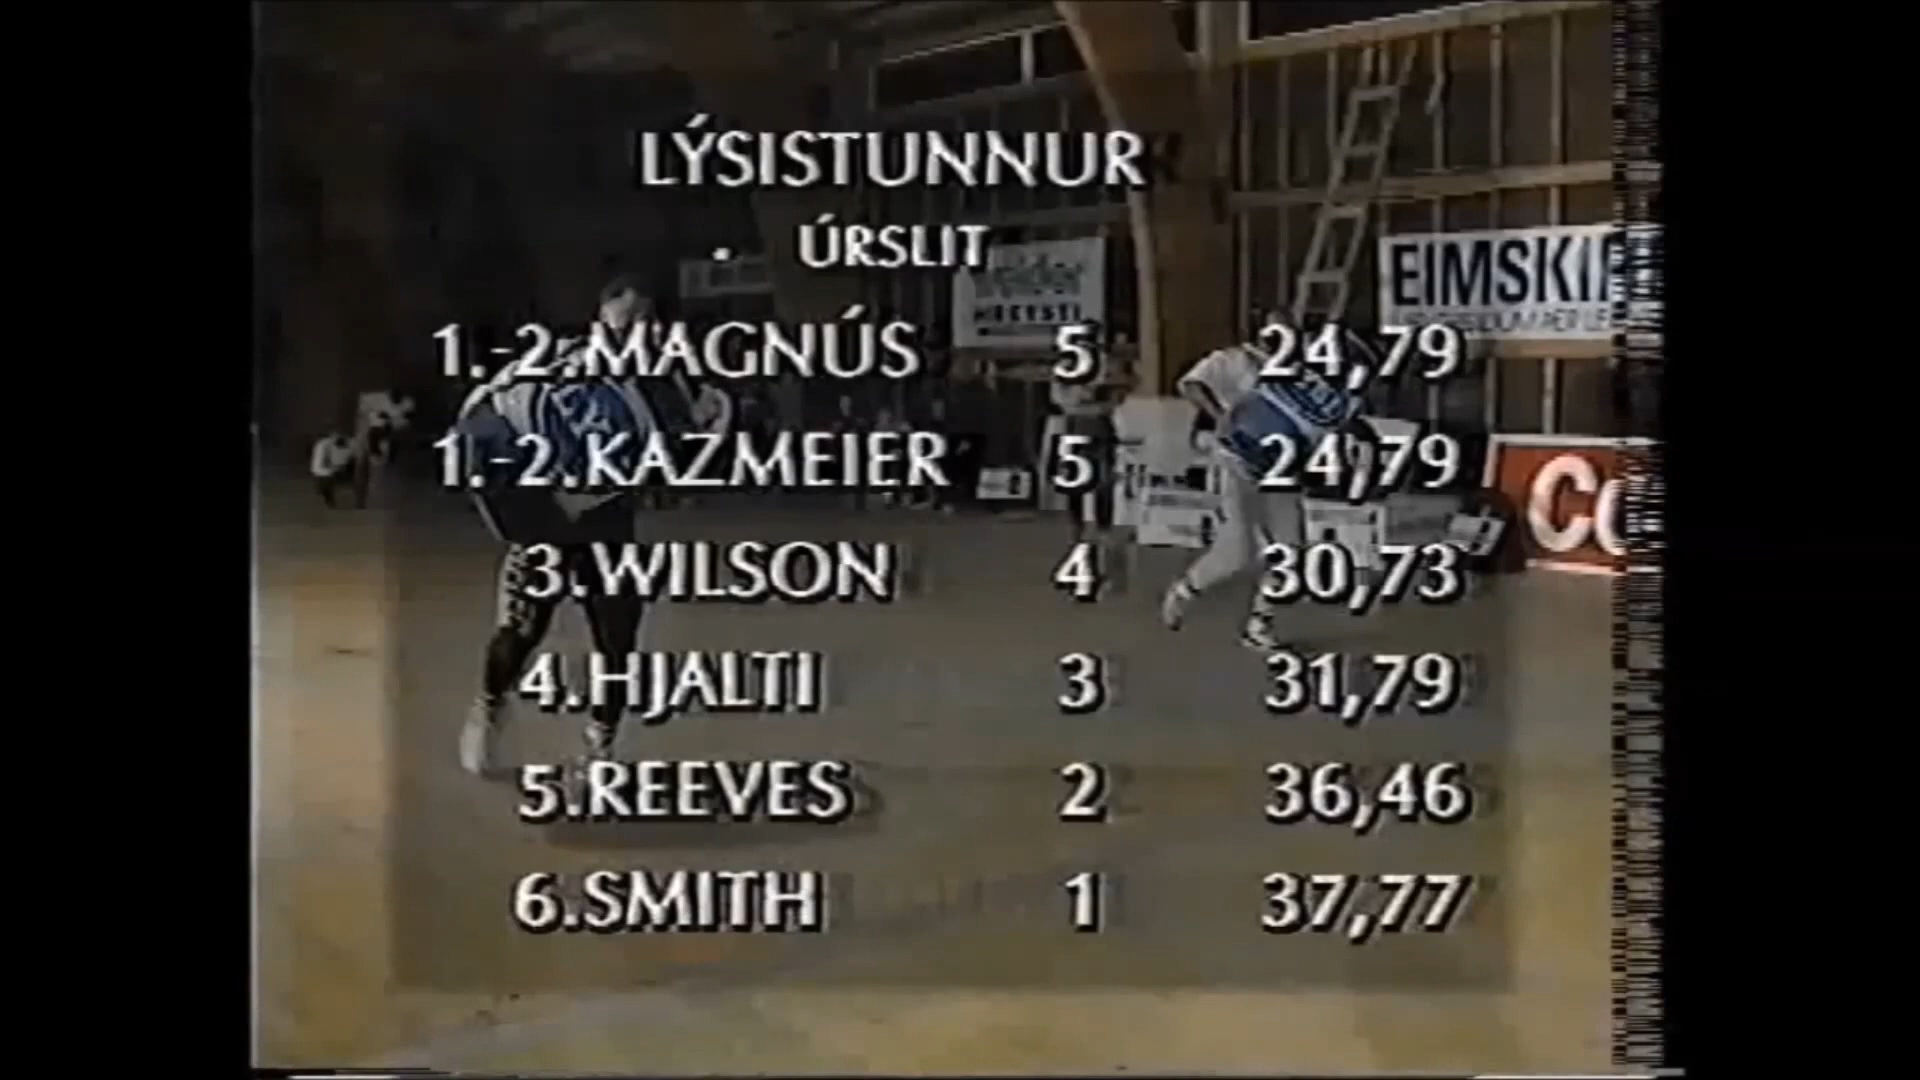 LÝSISTUNNUR
ÚRSLIT
1.-2.MAGNÚS 5 24,79
1.-2.KAZMEIER 5 24,79
3.WILSON 4 30,73
4.HJALTI 3 31,79
5.REEVES 2 36,46
6.SMITH 1 37,77
EIMSKI